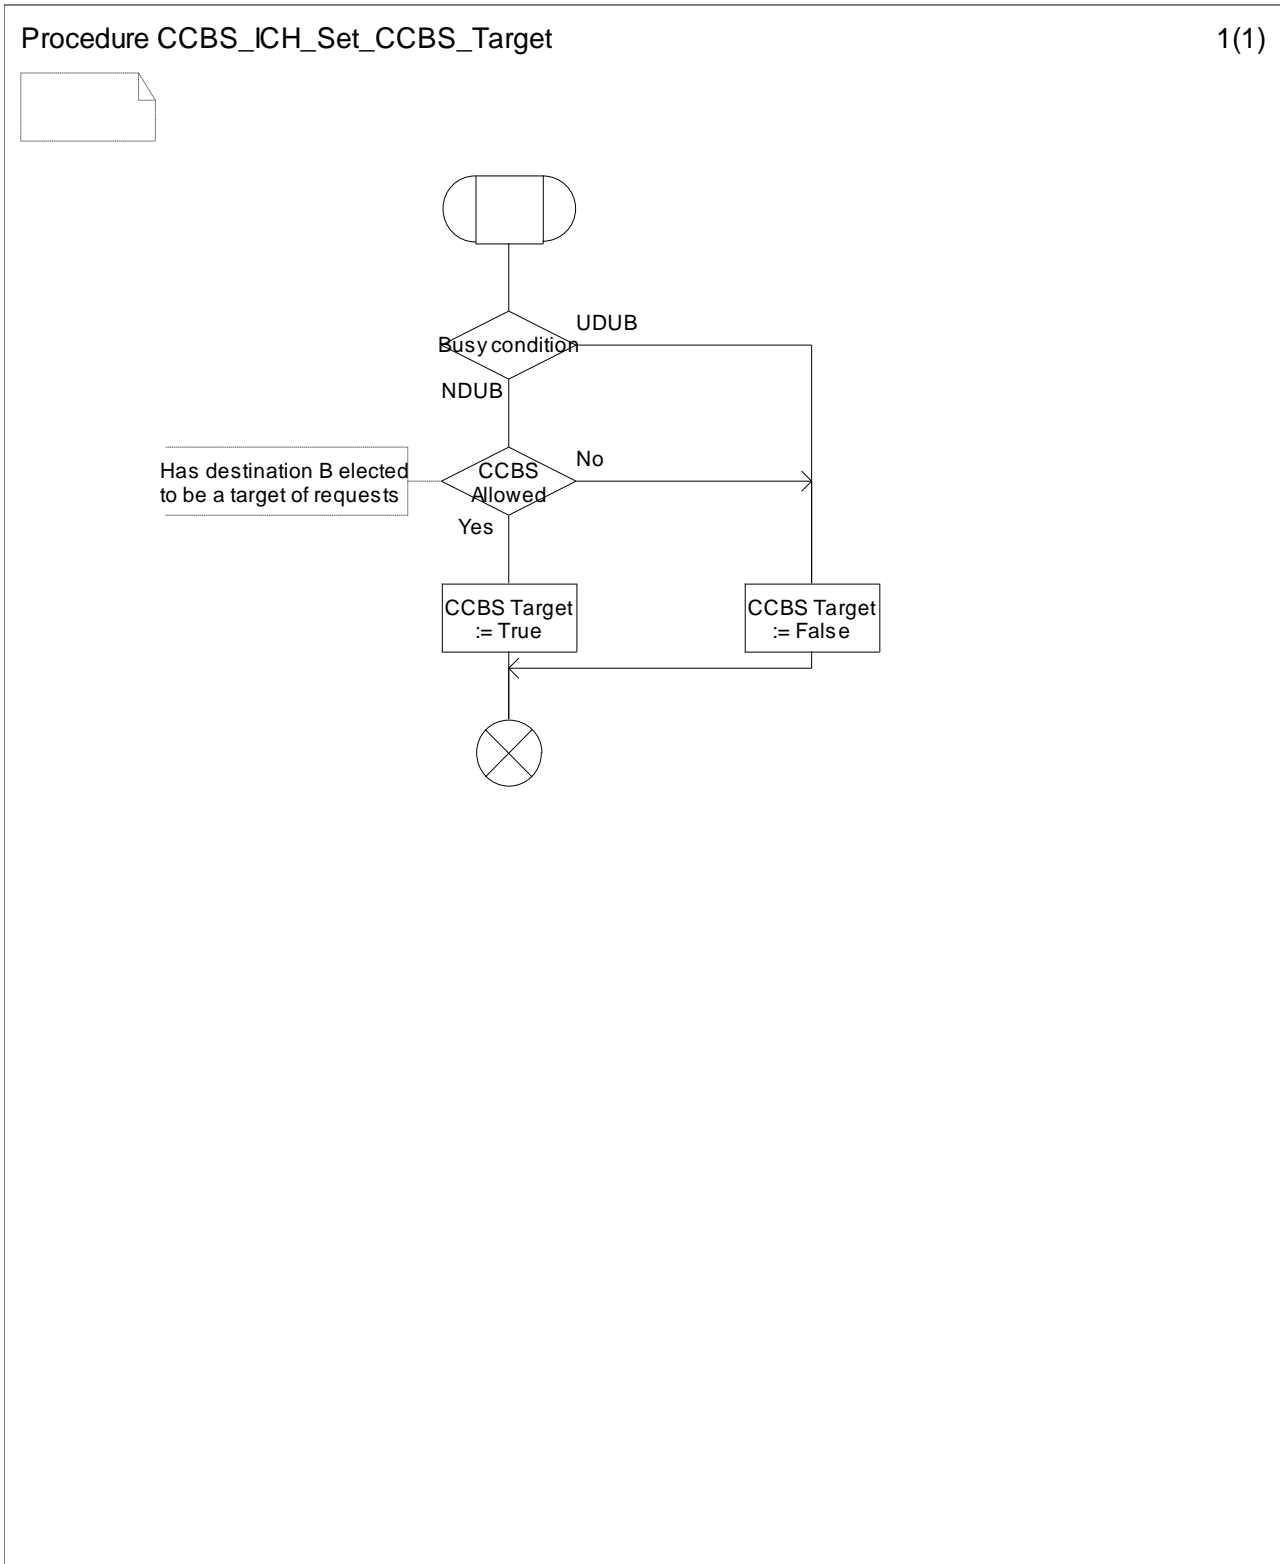 Procedure CCBS_ICH_Set_CCBS_Target
1(1)
UDUB
Busy condition
NDUB
No
Has destination B elected
to be a target of requests
CCBS
Allowed
Yes
CCBS Target
:= True
CCBS Target
:= False